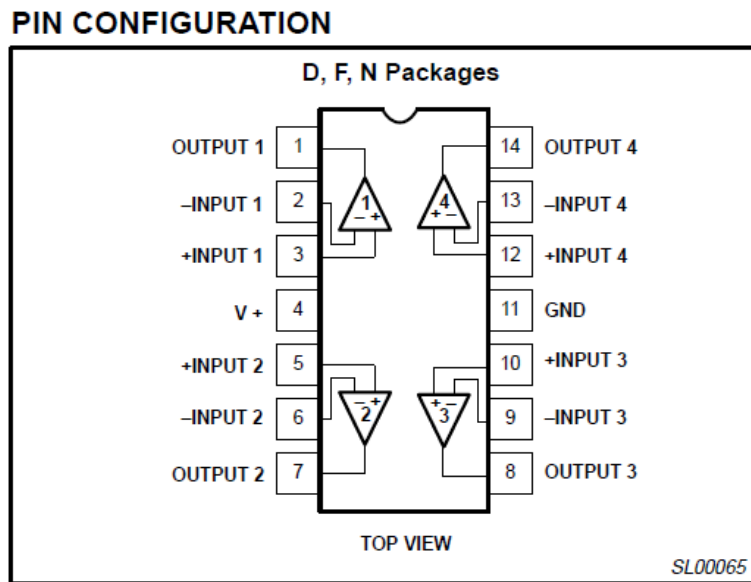 PIN CONFIGURATION
D, F, N Packages
OUTPUT 1 1 14 OUTPUT 4
–INPUT 1 2 1 4 13 –INPUT 4
– + + –
+INPUT 1 3 12 +INPUT 4
V + 4 11 GND
+INPUT 2 5 10 +INPUT 3
– + + –
–INPUT 2 6 2 3 9 –INPUT 3
OUTPUT 2 7 8 OUTPUT 3
TOP VIEW
SL00065